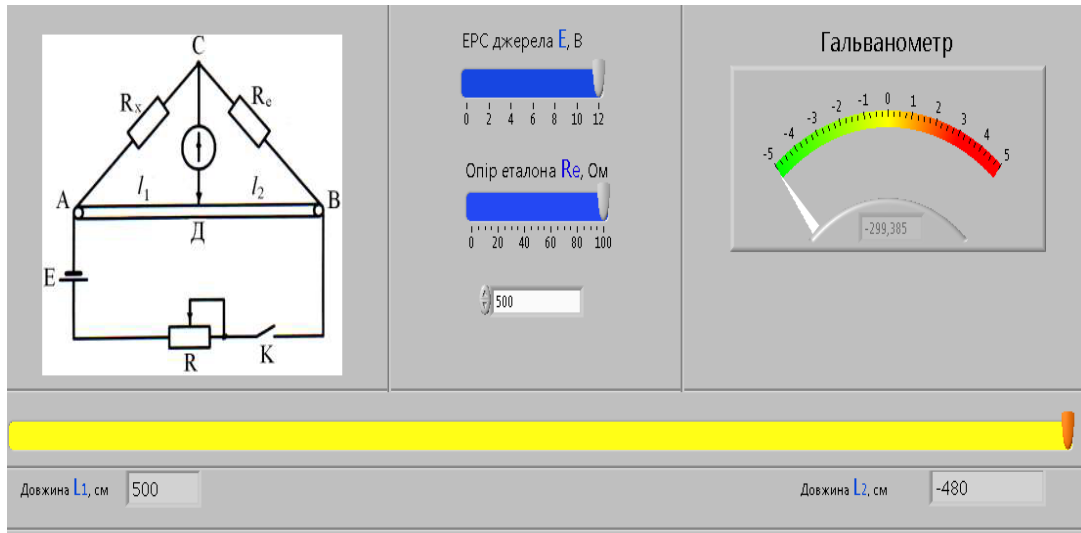 C
Rx
Re
l1
l2
A
B
Д
E
R
K
ЕРС джерела E, В
0 2 4 6 8 10 12
Опір еталона Re, Ом
0 20 40 60 80 100
500
Гальванометр
-5 -4 -3 -2 -1 0 1 2 3 4 5
-299,385
Довжина L1, см 500
Довжина L2, см -480